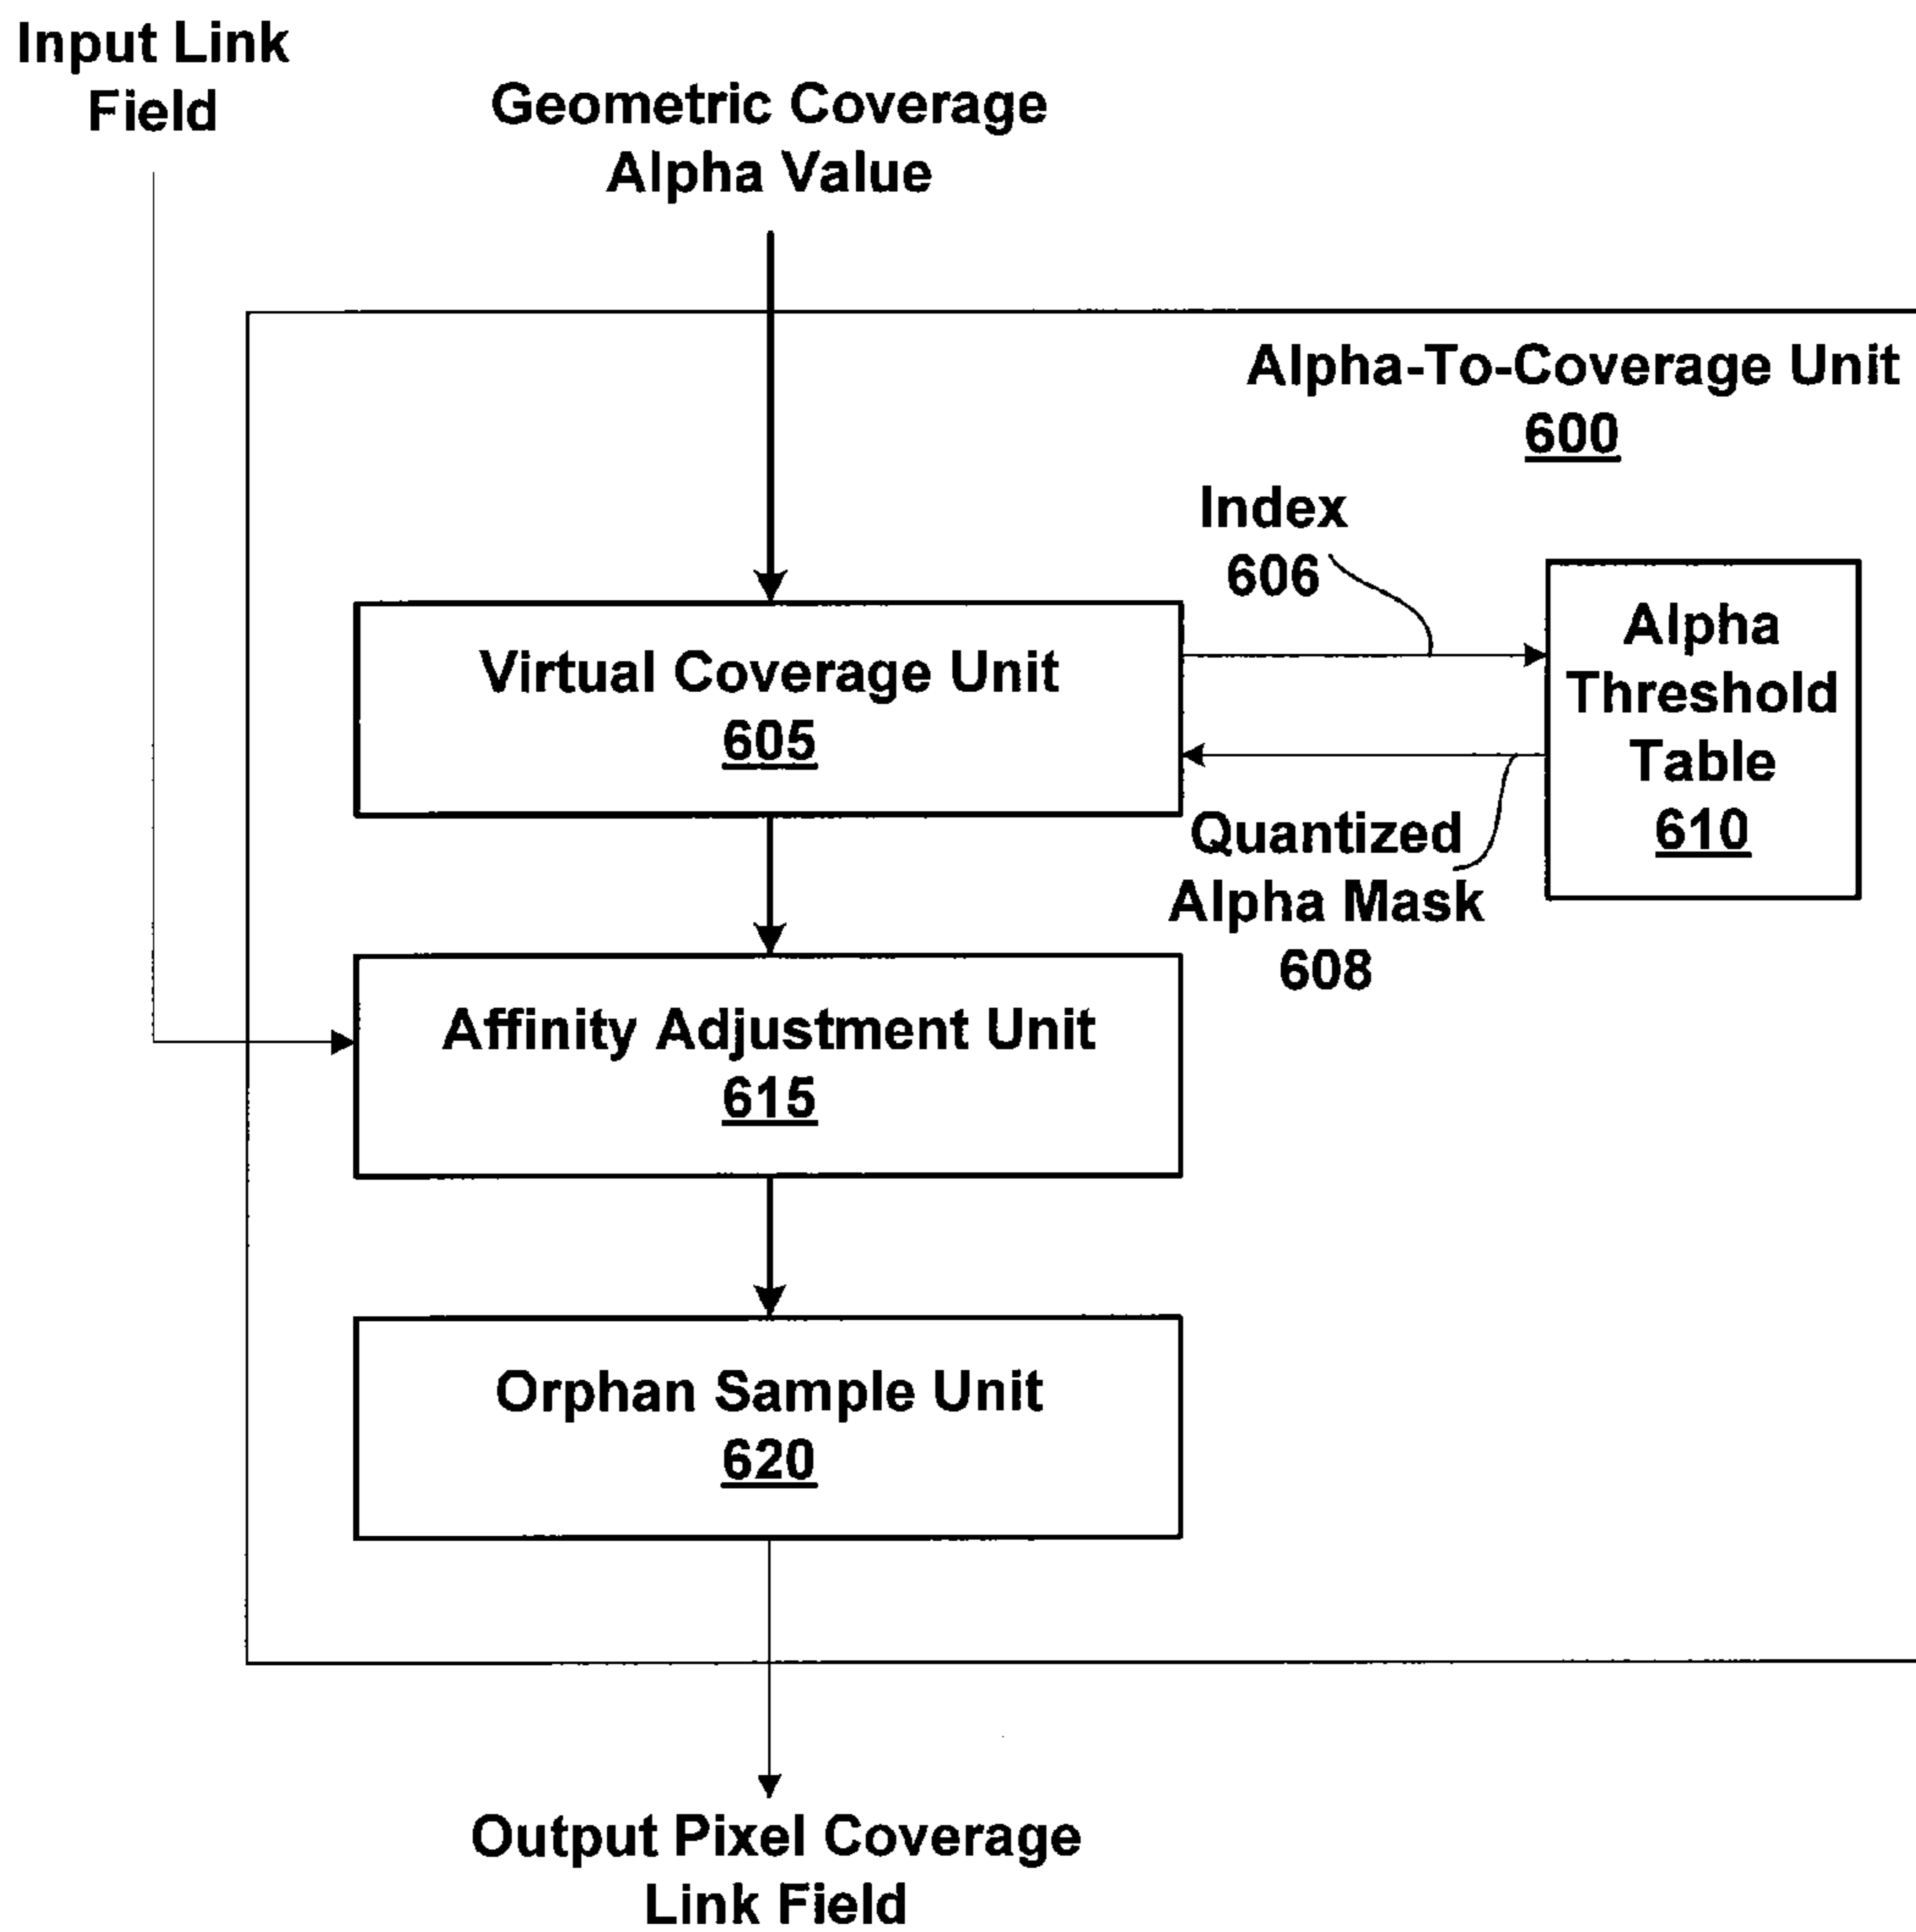 Input Link
Field
Geometric Coverage
Alpha Value
Alpha-To-Coverage Unit
600
Index
606
Alpha
Threshold
Table
610
Virtual Coverage Unit
605
Quantized
Alpha Mask
608
Affinity Adjustment Unit
615
Orphan Sample Unit
620
Output Pixel Coverage
Link Field